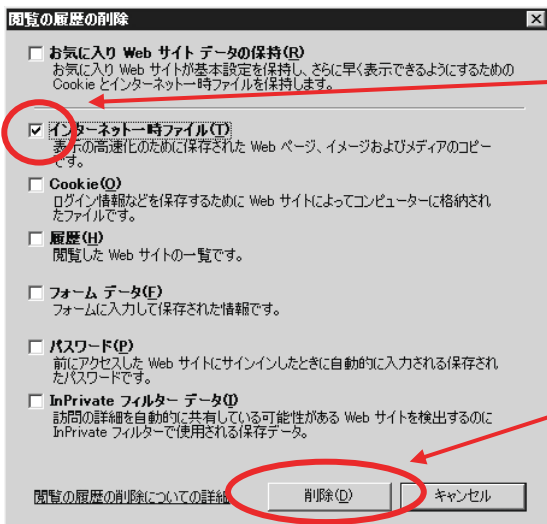 閲覧の履歴の削除
お気に入り Web サイト データの保持(R)
お気に入り Web サイトが基本設定を保持し、さらに早く表示できるようにするための
Cookie とインターネット一時ファイルを保持します。
インターネット一時ファイル(T)
表示の高速化のために保存された Web ページ、イメージおよびメディアのコピー
です。
Cookie(O)
ログイン情報などを保存するために Web サイトによってコンピューターに格納され
たファイルです。
履歴(H)
閲覧した Web サイトの一覧です。
フォーム データ(F)
フォームに入力して保存された情報です。
パスワード(P)
前にアクセスした Web サイトにサインインしたときに自動的に入力される保存され
たパスワードです。
InPrivate フィルター データ(I)
訪問の詳細を自動的に共有している可能性がある Web サイトを検出するのに
InPrivate フィルターで使用される保存データ。
閲覧の履歴の削除についての詳細 削除(D) キャンセル